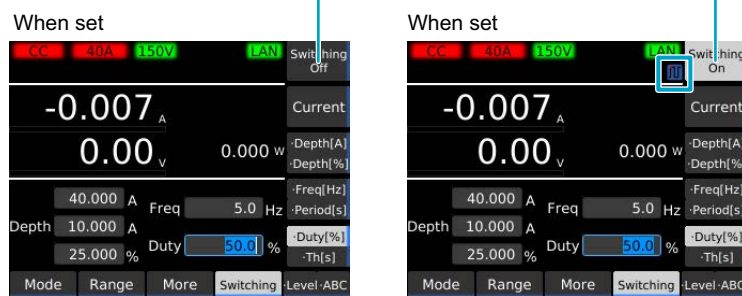 When set
CC 40A 150V LAN Switching Off
-0.007 A Current
0.00 V 0.000 W ·Depth[A] ·Depth[%]
40.000 A Freq 5.0 Hz ·Freq[Hz] ·Period[s]
Depth 10.000 A
25.000 % Duty 50.0 % ·Duty[%] ·Th[s]
Mode Range More Switching ·Level·ABC
When set
CC 40A 150V LAN Switching On
-0.007 A Current
0.00 V 0.000 W ·Depth[A ·Depth[%
40.000 A Freq 5.0 Hz ·Freq[Hz] ·Period[s]
Depth 10.000 A
25.000 % Duty 50.0 % ·Duty[%] ·Th[s]
Mode Range More Switching ·Level·ABC